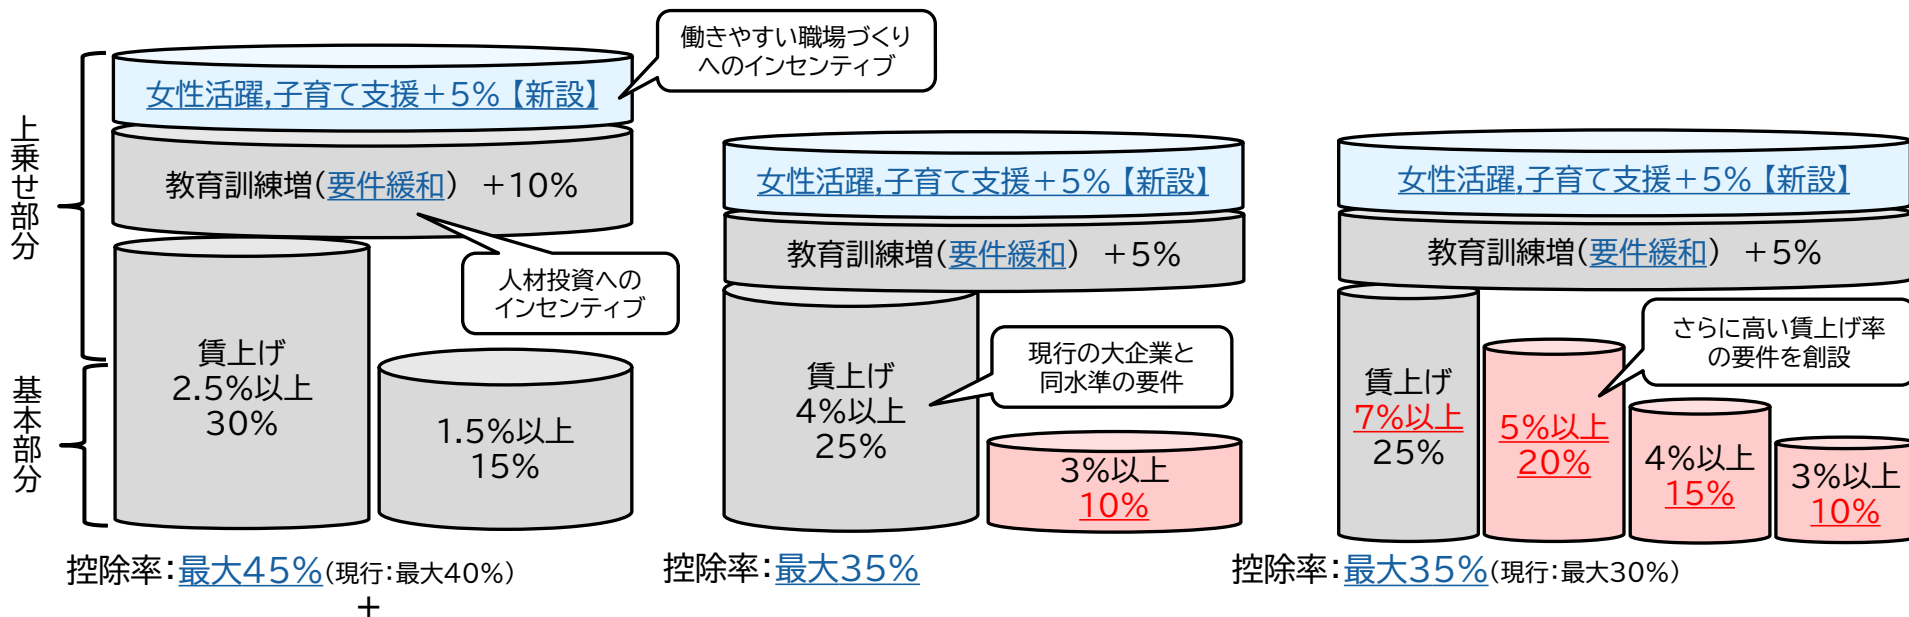 上乗せ部分
基本部分
働きやすい職場づくり
へのインセンティブ
女性活躍,子育て支援＋5%【新設】
教育訓練増(要件緩和) ＋10%
人材投資への
インセンティブ
賃上げ
2.5%以上
30%
1.5%以上
15%
控除率：最大45%(現行：最大40%)
＋
女性活躍,子育て支援＋5%【新設】
教育訓練増(要件緩和) ＋5%
賃上げ
4%以上
25%
現行の大企業と
同水準の要件
3%以上
10%
控除率：最大35%
女性活躍,子育て支援＋5%【新設】
教育訓練増(要件緩和) ＋5%
さらに高い賃上げ率
の要件を創設
賃上げ
7%以上
25%
5%以上
20%
4%以上
15%
3%以上
10%
控除率：最大35%(現行：最大30%)